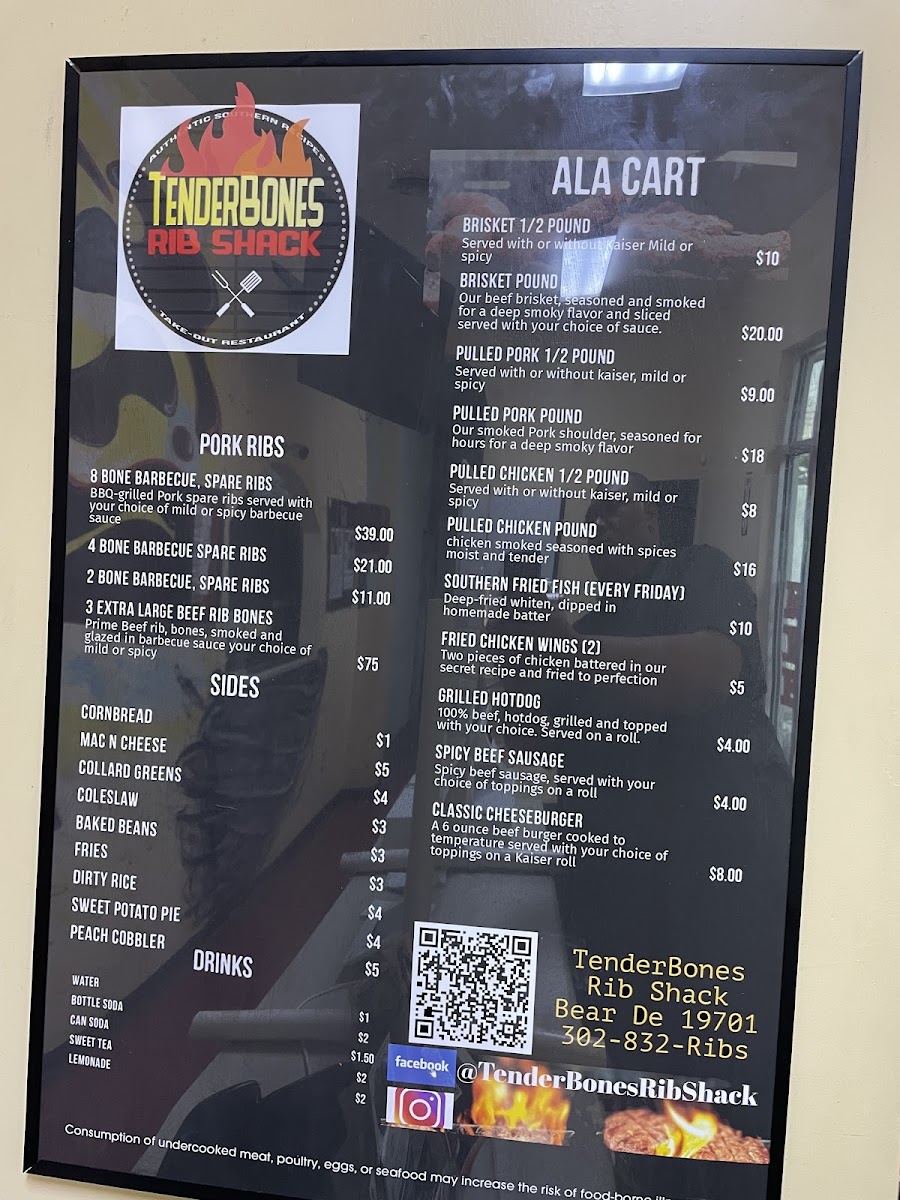 AUTHENTIC SOUTHERN RECIPES
TENDERBONES
RIB SHACK
TAKE-OUT RESTAURANT
PORK RIBS
8 BONE BARBECUE, SPARE RIBS
BBQ-grilled Pork spare ribs served with
your choice of mild or spicy barbecue
sauce
$39.00
4 BONE BARBECUE SPARE RIBS
$21.00
2 BONE BARBECUE, SPARE RIBS
$11.00
3 EXTRA LARGE BEEF RIB BONES
Prime Beef rib, bones, smoked and
glazed in barbecue sauce your choice of
mild or spicy
$75
SIDES
CORNBREAD
$1
MAC N CHEESE
$5
COLLARD GREENS
$4
COLESLAW
$3
BAKED BEANS
$3
FRIES
$3
DIRTY RICE
$4
SWEET POTATO PIE
$4
PEACH COBBLER
$5
DRINKS
WATER
$1
BOTTLE SODA
$2
CAN SODA
$1.50
SWEET TEA
$2
LEMONADE
$2
ALA CART
BRISKET 1/2 POUND
Served with or without Kaiser Mild or
spicy
$10
BRISKET POUND
Our beef brisket, seasoned and smoked
for a deep smoky flavor and sliced
served with your choice of sauce.
$20.00
PULLED PORK 1/2 POUND
Served with or without kaiser, mild or
spicy
$9.00
PULLED PORK POUND
Our smoked Pork shoulder, seasoned for
hours for a deep smoky flavor
$18
PULLED CHICKEN 1/2 POUND
Served with or without kaiser, mild or
spicy
$8
PULLED CHICKEN POUND
chicken smoked seasoned with spices
moist and tender
$16
SOUTHERN FRIED FISH (EVERY FRIDAY)
Deep-fried whiten, dipped in
homemade batter
$10
FRIED CHICKEN WINGS (2)
Two pieces of chicken battered in our
secret recipe and fried to perfection
$5
GRILLED HOTDOG
100% beef, hotdog, grilled and topped
with your choice. Served on a roll.
$4.00
SPICY BEEF SAUSAGE
Spicy beef sausage, served with your
choice of toppings on a roll
$4.00
CLASSIC CHEESEBURGER
A 6 ounce beef burger cooked to
temperature served with your choice of
toppings on a Kaiser roll
$8.00
TenderBones
Rib Shack
Bear De 19701
302-832-Ribs
facebook
@TenderBonesRibShack
Consumption of undercooked meat, poultry, eggs, or seafood may increase the risk of food-borne